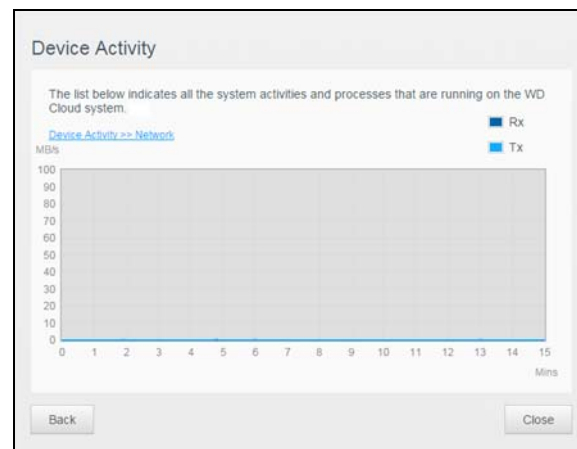 Device Activity
The list below indicates all the system activities and processes that are running on the WD
Cloud system.
Rx
Device Activity >> Network
Tx
MB/s
100
90
80
70
60
50
40
30
20
10
0
0 1 2 3 4 5 6 7 8 9 10 11 12 13 14 15
Mins
Back Close